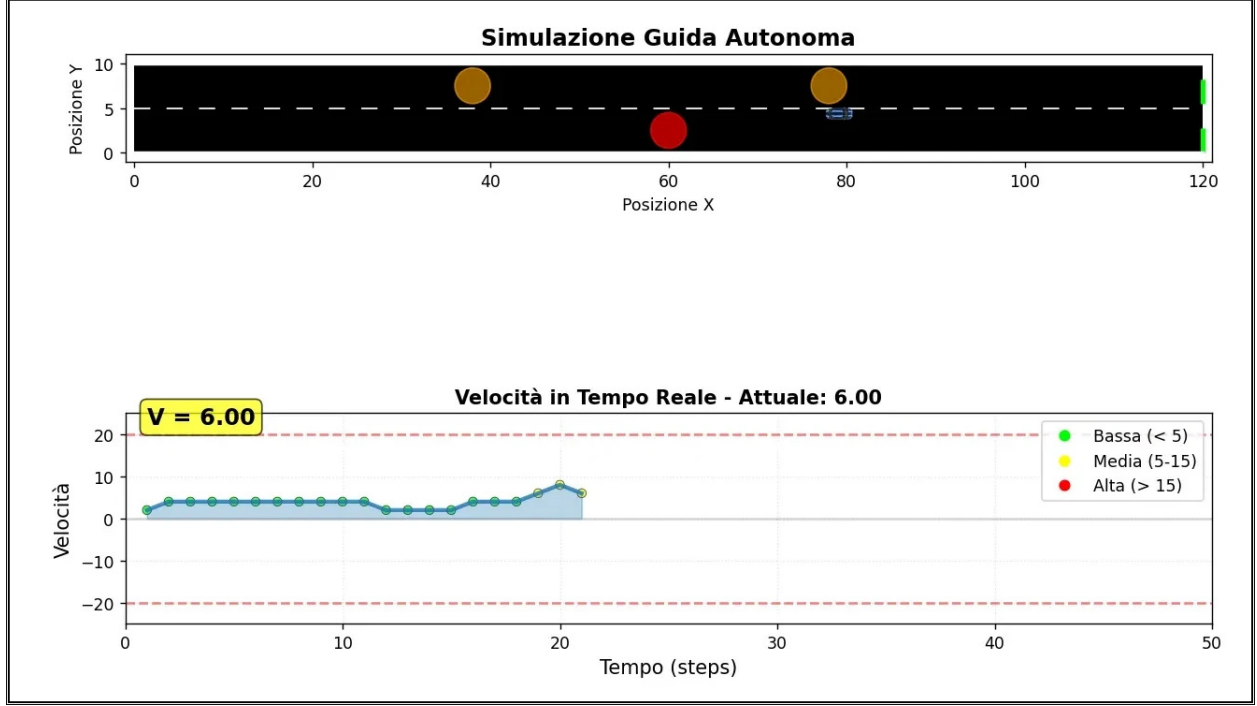 Simulazione Guida Autonoma
Posizione Y
10
5
0
0 20 40 60 80 100 120
Posizione X
Velocità in Tempo Reale - Attuale: 6.00
V = 6.00
Velocità
20
10
0
−10
−20
Bassa (< 5)
Media (5-15)
Alta (> 15)
0 10 20 30 40 50
Tempo (steps)